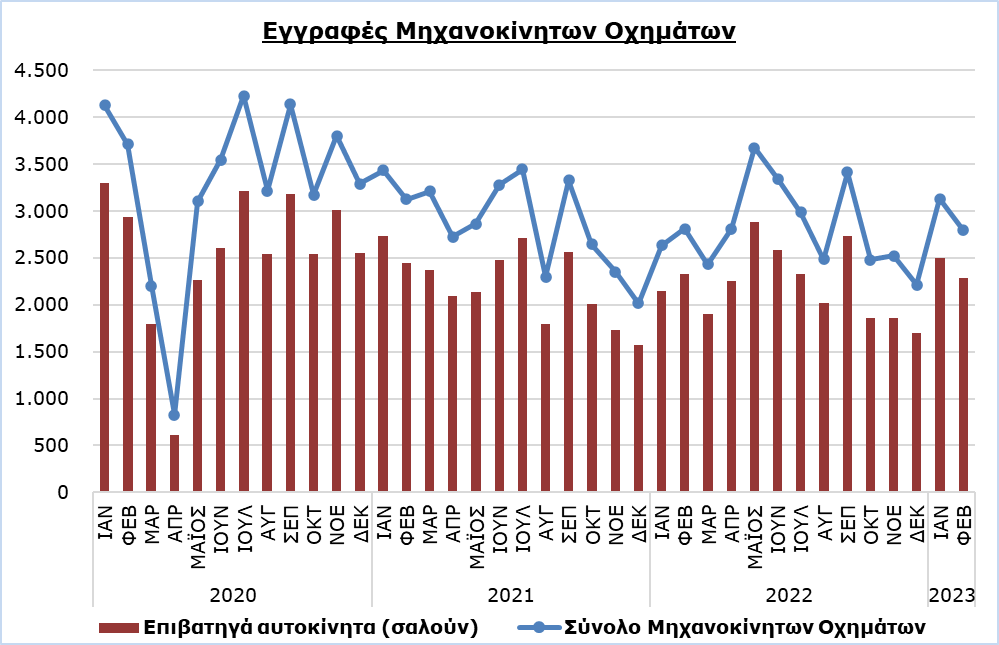 Εγγραφές Μηχανοκίνητων Οχημάτων
4.500
4.000
3.500
3.000
2.500
2.000
1.500
1.000
500
0
ΙΑΝ ΦΕΒ ΜΑΡ ΑΠΡ ΜΑΪΟΣ ΙΟΥΝ ΙΟΥΛ ΑΥΓ ΣΕΠ ΟΚΤ ΝΟΕ ΔΕΚ ΙΑΝ ΦΕΒ ΜΑΡ ΑΠΡ ΜΑΪΟΣ ΙΟΥΝ ΙΟΥΛ ΑΥΓ ΣΕΠ ΟΚΤ ΝΟΕ ΔΕΚ ΙΑΝ ΦΕΒ ΜΑΡ ΑΠΡ ΜΑΪΟΣ ΙΟΥΝ ΙΟΥΛ ΑΥΓ ΣΕΠ ΟΚΤ ΝΟΕ ΔΕΚ ΙΑΝ ΦΕΒ
2020 2021 2022 2023
Επιβατηγά αυτοκίνητα (σαλούν) Σύνολο Μηχανοκίνητων Οχημάτων